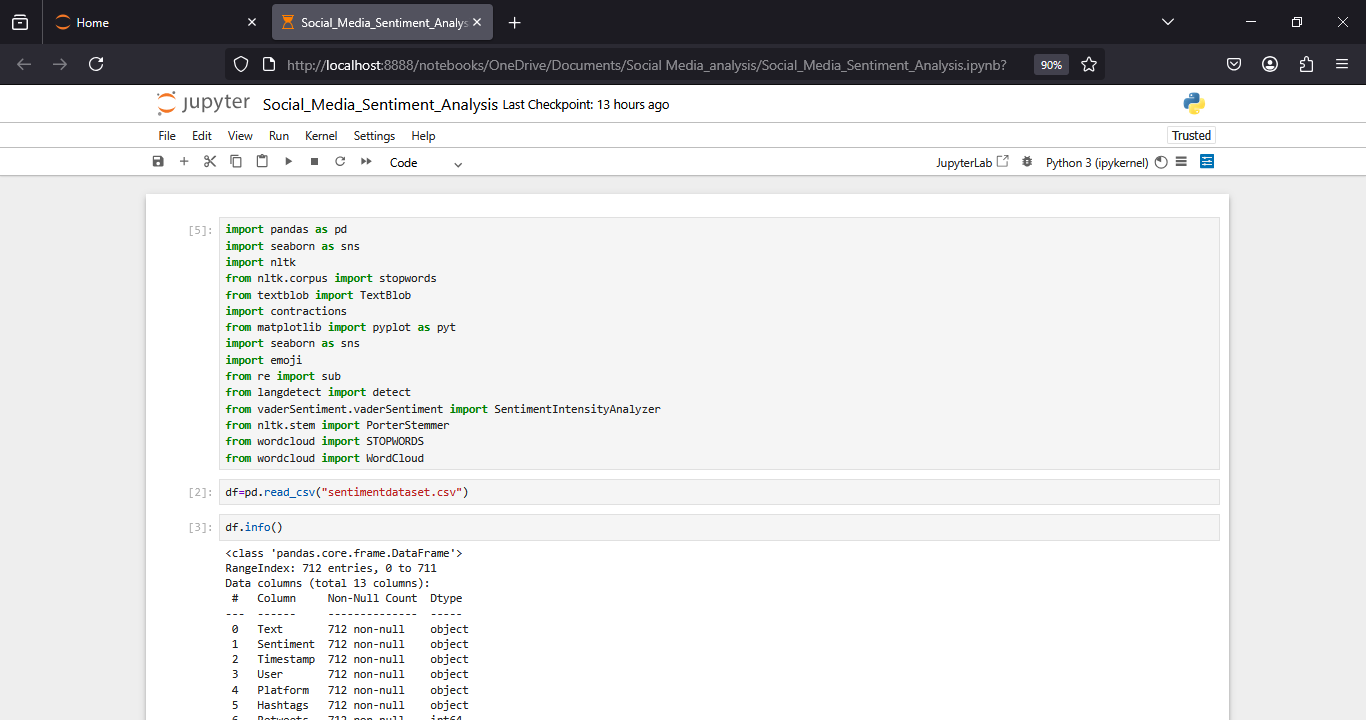 Home
Social_Media_Sentiment_Analys
http://localhost:8888/notebooks/OneDrive/Documents/Social Media_analysis/Social_Media_Sentiment_Analysis.ipynb?
90%
jupyter Social_Media_Sentiment_Analysis Last Checkpoint: 13 hours ago
File Edit View Run Kernel Settings Help
Trusted
Code
JupyterLab
Python 3 (ipykernel)
[5]:
import pandas as pd
import seaborn as sns
import nltk
from nltk.corpus import stopwords
from textblob import TextBlob
import contractions
from matplotlib import pyplot as pyt
import seaborn as sns
import emoji
from re import sub
from langdetect import detect
from vaderSentiment.vaderSentiment import SentimentIntensityAnalyzer
from nltk.stem import PorterStemmer
from wordcloud import STOPWORDS
from wordcloud import WordCloud
[2]:
df=pd.read_csv("sentimentdataset.csv")
[3]:
df.info()
<class 'pandas.core.frame.DataFrame'>
RangeIndex: 712 entries, 0 to 711
Data columns (total 13 columns):
# Column Non-Null Count Dtype
--- ------ -------------- -----
0 Text 712 non-null object
1 Sentiment 712 non-null object
2 Timestamp 712 non-null object
3 User 712 non-null object
4 Platform 712 non-null object
5 Hashtags 712 non-null object
6 Retweets 712 non-null int64